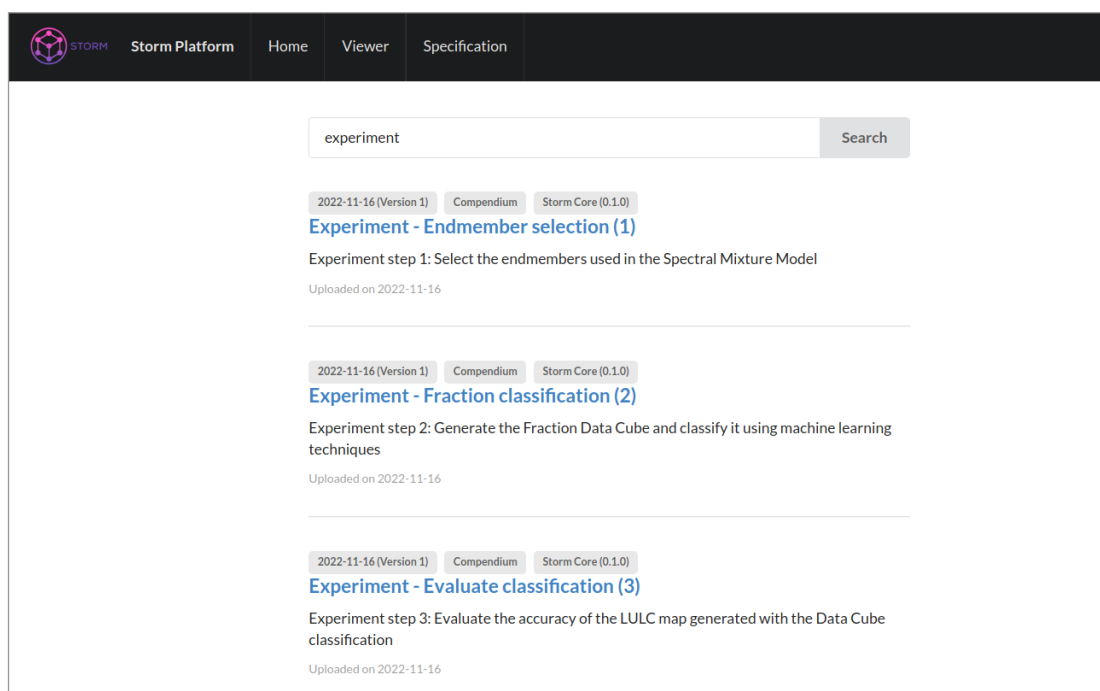 STORM Storm Platform Home Viewer Specification
experiment Search
2022-11-16 (Version 1) Compendium Storm Core (0.1.0)
Experiment - Endmember selection (1)
Experiment step 1: Select the endmembers used in the Spectral Mixture Model
Uploaded on 2022-11-16
2022-11-16 (Version 1) Compendium Storm Core (0.1.0)
Experiment - Fraction classification (2)
Experiment step 2: Generate the Fraction Data Cube and classify it using machine learning
techniques
Uploaded on 2022-11-16
2022-11-16 (Version 1) Compendium Storm Core (0.1.0)
Experiment - Evaluate classification (3)
Experiment step 3: Evaluate the accuracy of the LULC map generated with the Data Cube
classification
Uploaded on 2022-11-16